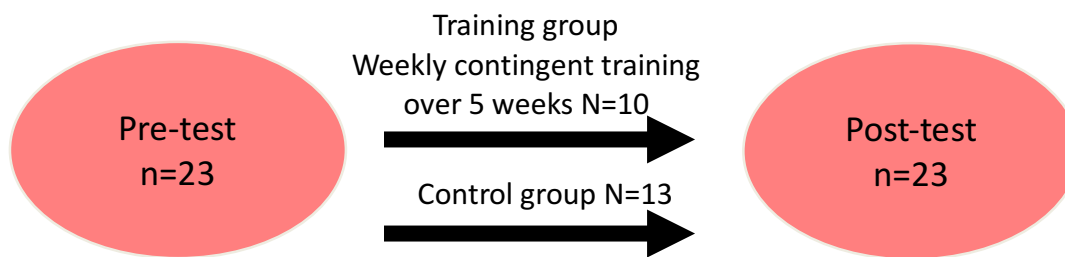 Pre-test
n=23
Training group
Weekly contingent training
over 5 weeks N=10
Control group N=13
Post-test
n=23